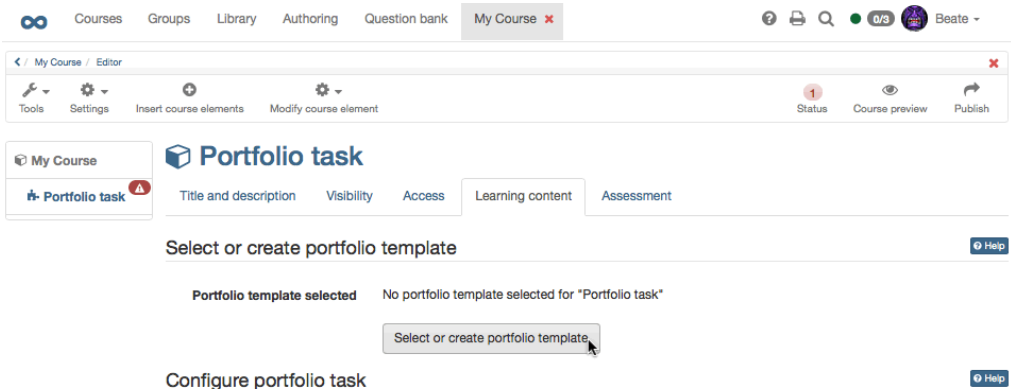 Courses Groups Library Authoring Question bank My Course 0/3 Beate
/ My Course / Editor
Tools Settings Insert course elements Modify course element 1 Status Course preview Publish
My Course
Portfolio task
Portfolio task
Title and description Visibility Access Learning content Assessment
Select or create portfolio template Help
Portfolio template selected No portfolio template selected for "Portfolio task"
Select or create portfolio template
Configure portfolio task Help